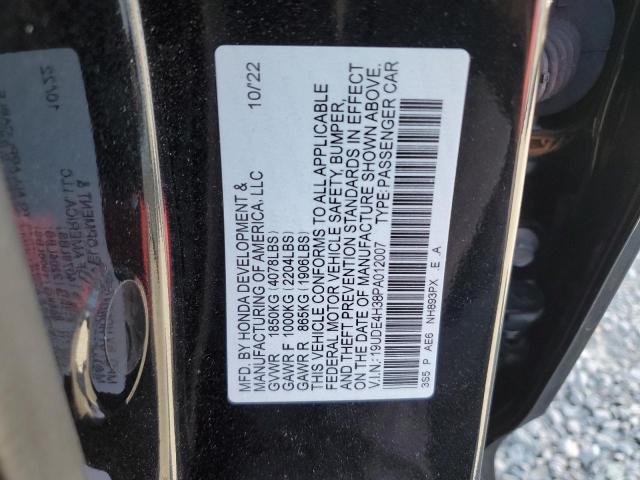 MFD. BY HONDA DEVELOPMENT & 10/22
MANUFACTURING OF AMERICA, LLC
GVWR 1850KG (4078LBS)
GAWR F 1000KG (2204LBS)
GAWR R 865KG (1906LBS)
THIS VEHICLE CONFORMS TO ALL APPLICABLE
FEDERAL MOTOR VEHICLE SAFETY, BUMPER,
AND THEFT PREVENTION STANDARDS IN EFFECT
ON THE DATE OF MANUFACTURE SHOWN ABOVE.
V.I.N.: 19UDE4H38PA012007 TYPE: PASSENGER CAR
3S5 P AE6 NH893PX E A